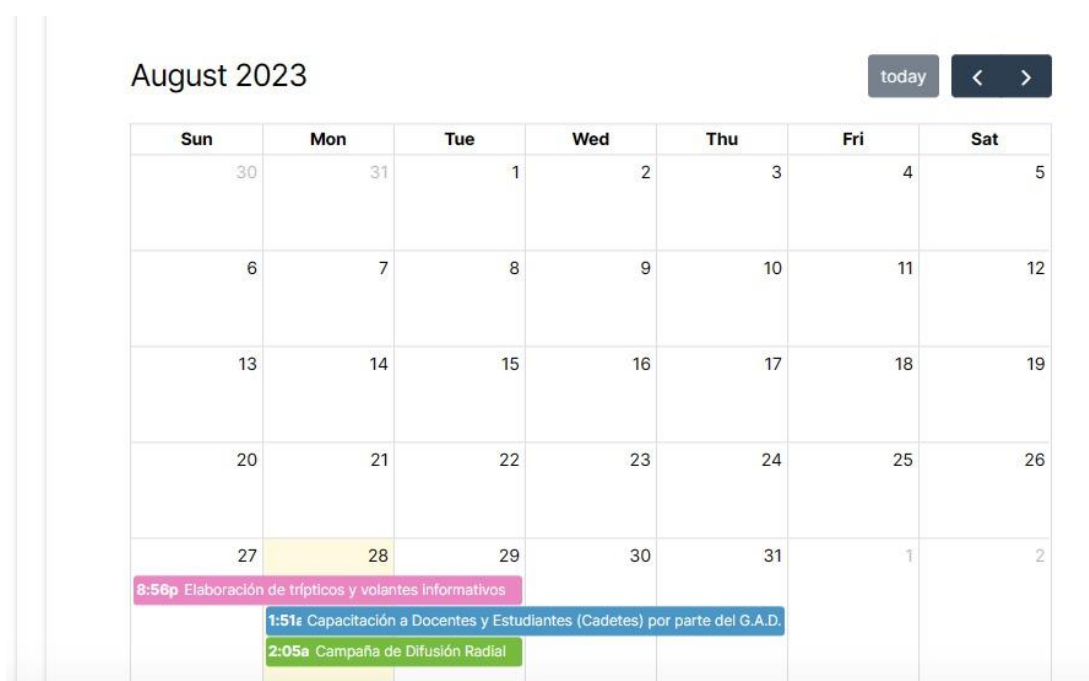 August 2023
today
Sun Mon Tue Wed Thu Fri Sat
30 31 1 2 3 4 5
6 7 8 9 10 11 12
13 14 15 16 17 18 19
20 21 22 23 24 25 26
27 28 29 30 31 1 2
8:56p Elaboración de trípticos y volantes informativos
1:51a Capacitación a Docentes y Estudiantes (Cadetes) por parte del G.A.D.
2:05a Campaña de Difusión Radial